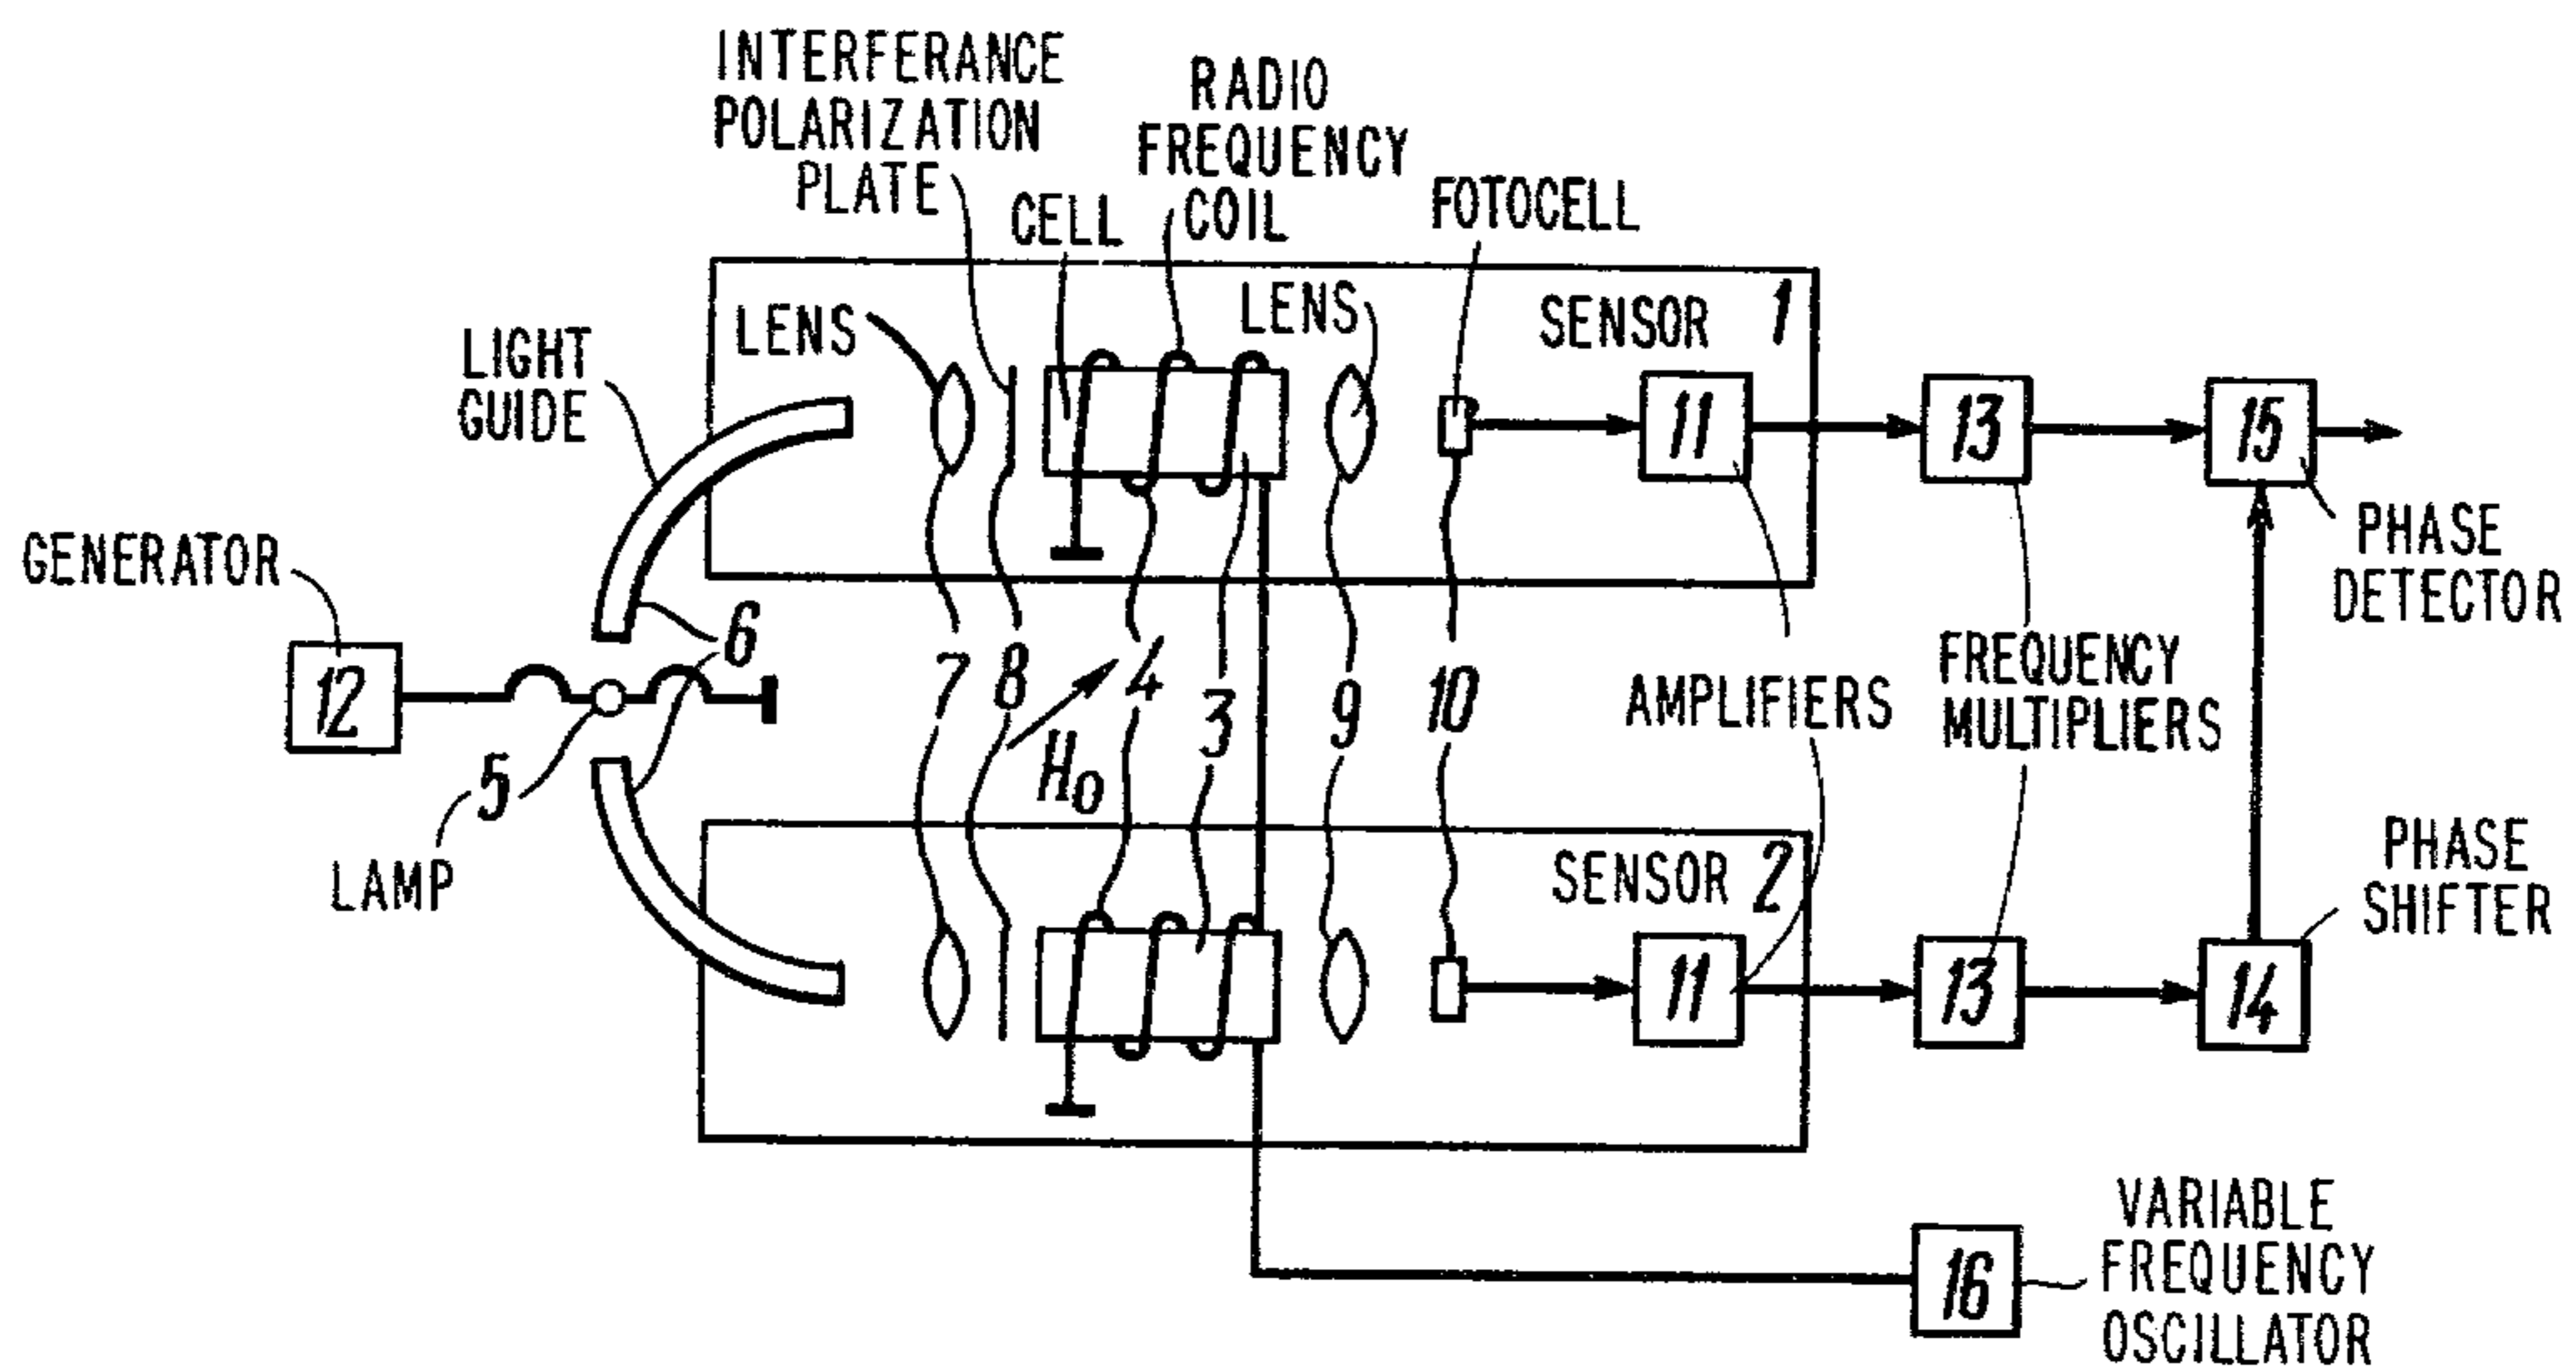 INTERFERANCE
POLARIZATION
PLATE
RADIO
FREQUENCY
COIL
CELL
FOTOCELL
LENS
LENS
SENSOR 1
LIGHT
GUIDE
11
13
15
GENERATOR
12
6
5
LAMP
7
8
4
3
9
10
H0
AMPLIFIERS
FREQUENCY
MULTIPLIERS
PHASE
DETECTOR
SENSOR 2
PHASE
SHIFTER
11
13
14
16
VARIABLE
FREQUENCY
OSCILLATOR